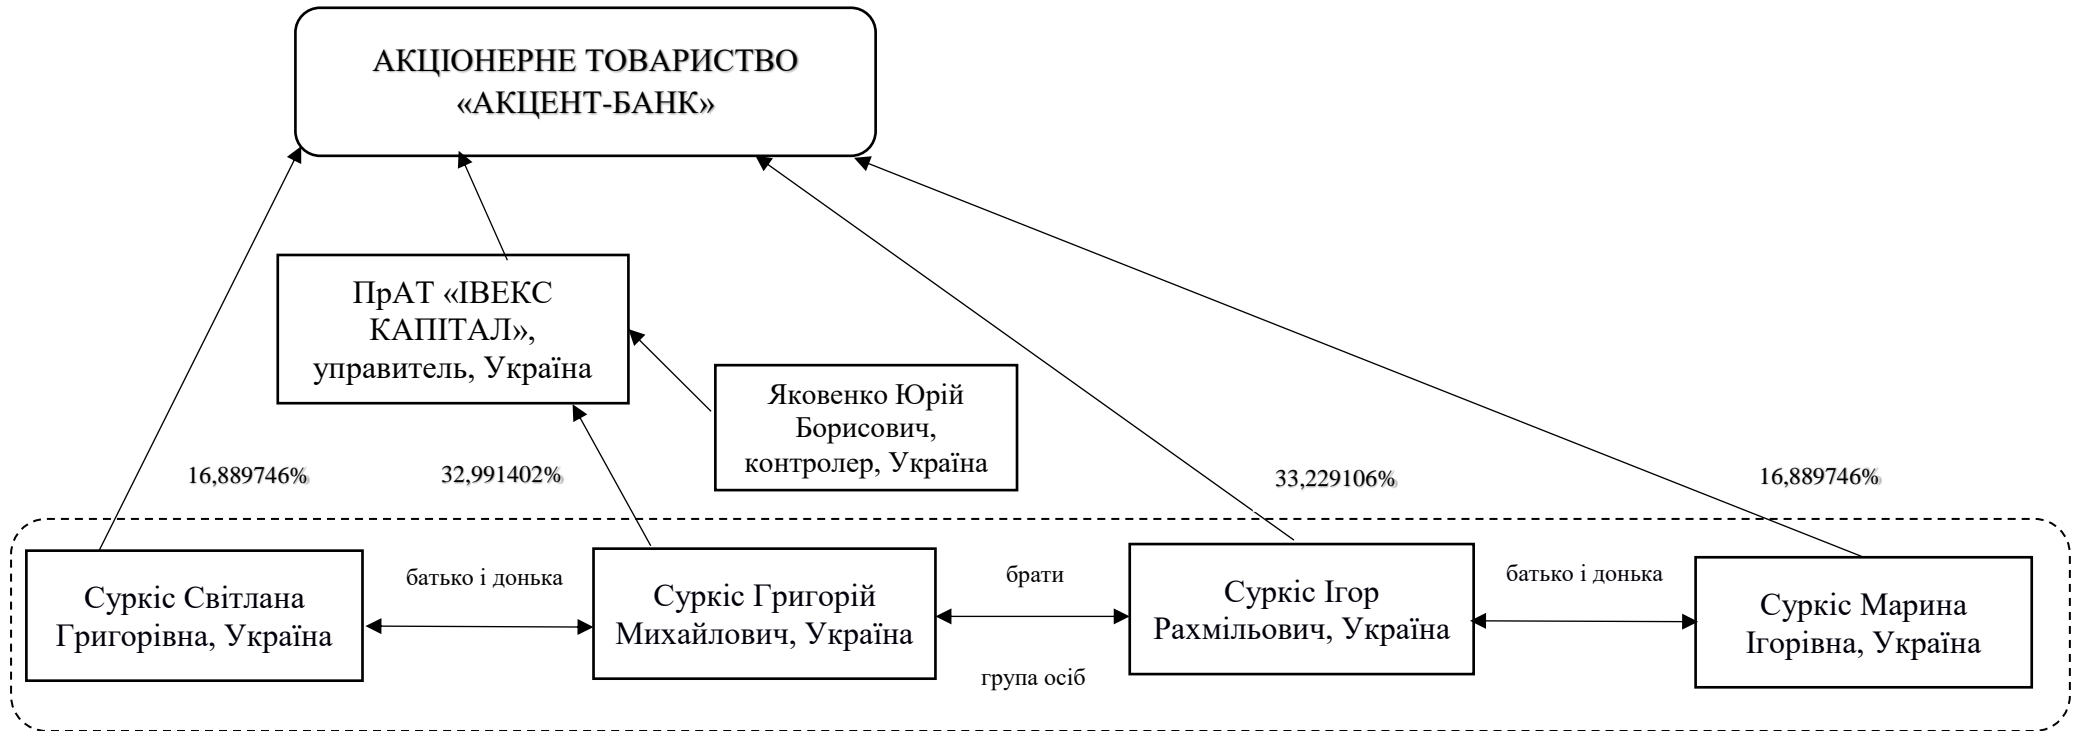 АКЦІОНЕРНЕ ТОВАРИСТВО
«АКЦЕНТ-БАНК»
ПрАТ «ІВЕКС
КАПІТАЛ»,
управитель, Україна
Яковенко Юрій
Борисович,
контролер, Україна
16,889746%
32,991402%
33,229106%
16,889746%
Суркіс Світлана
Григорівна, Україна
батько і донька
Суркіс Григорій
Михайлович, Україна
брати
група осіб
Суркіс Ігор
Рахмільович, Україна
батько і донька
Суркіс Марина
Ігорівна, Україна